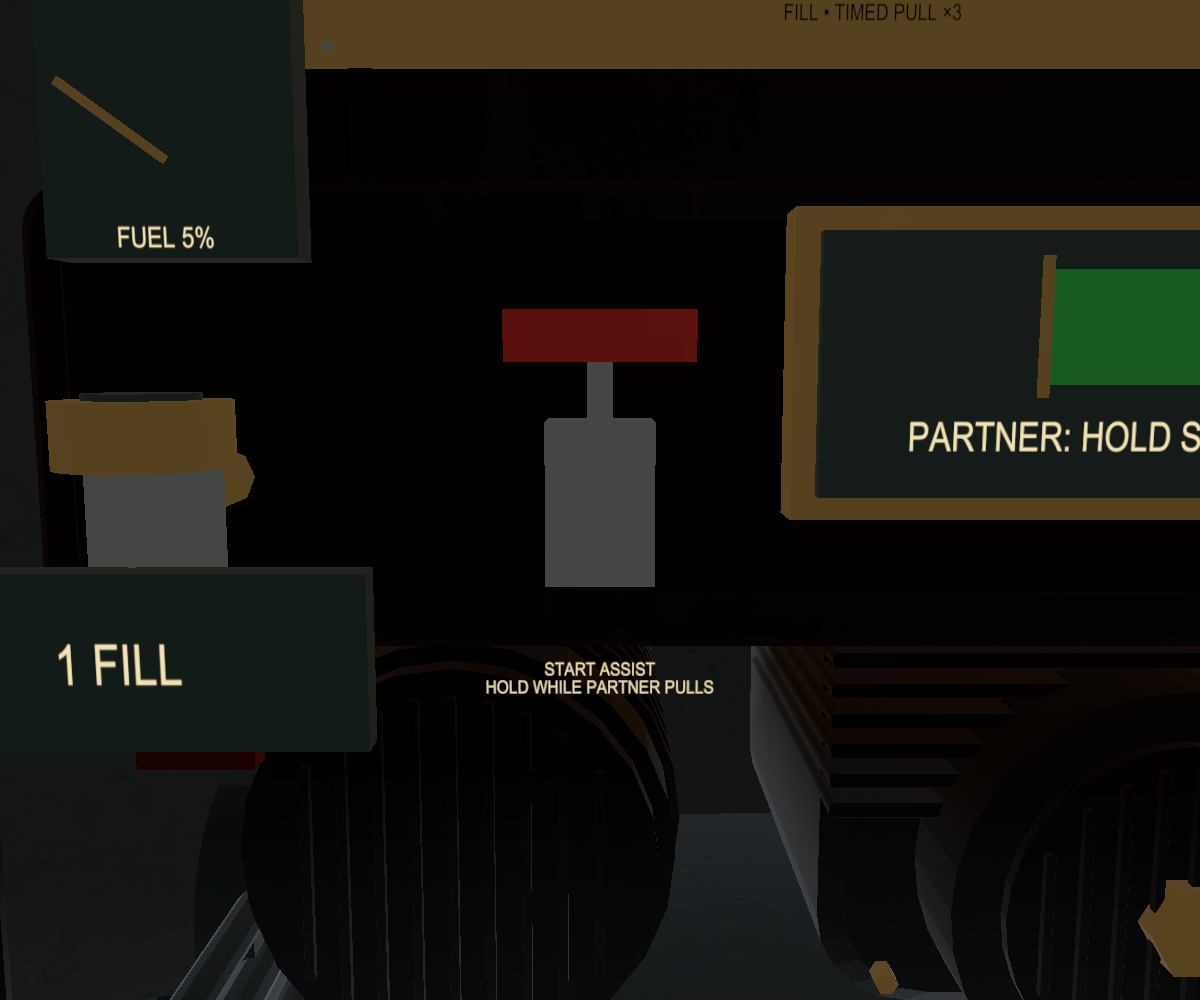 FILL • TIMED PULL ×3
FUEL 5%
PARTNER: HOLD S
1 FILL
START ASSIST
HOLD WHILE PARTNER PULLS